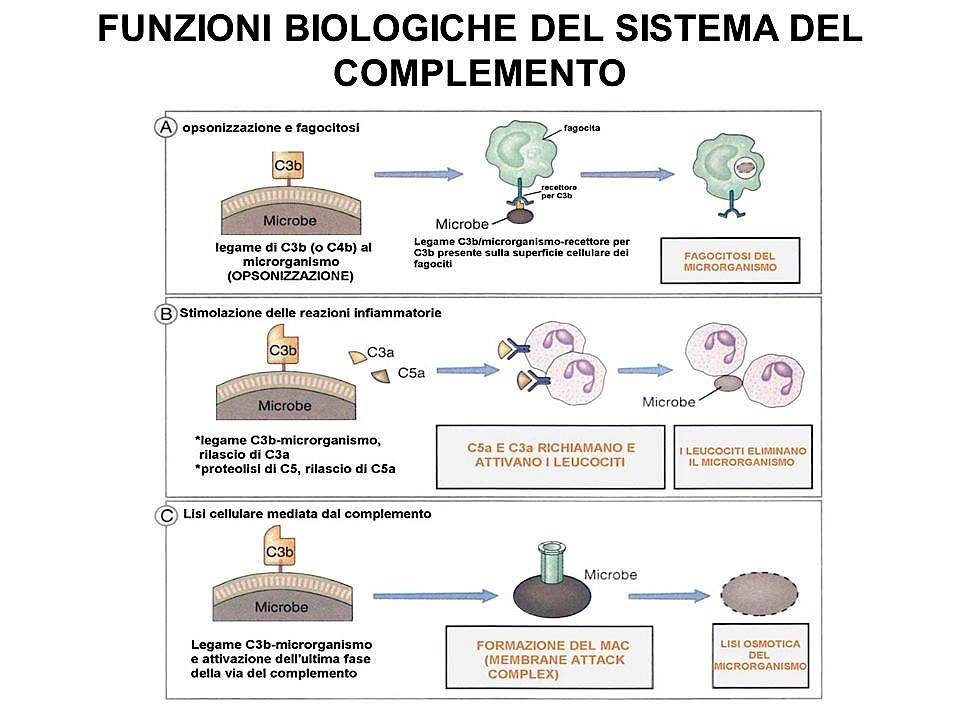 FUNZIONI BIOLOGICHE DEL SISTEMA DEL
COMPLEMENTO
A opsonizzazione e fagocitosi
C3b
Microbe
legame di C3b (o C4b) al
microrganismo
(OPSONIZZAZIONE)
fagocita
recettore
per C3b
Microbe
Legame C3b/microrganismo-recettore per
C3b presente sulla superficie cellulare dei
fagociti
FAGOCITOSI DEL
MICRORGANISMO
B Stimolazione delle reazioni infiammatorie
C3b
C3a
C5a
Microbe
*legame C3b-microrganismo,
rilascio di C3a
*proteolisi di C5, rilascio di C5a
C5a E C3a RICHIAMANO E
ATTIVANO I LEUCOCITI
Microbe
I LEUCOCITI ELIMINANO
IL MICRORGANISMO
C Lisi cellulare mediata dal complemento
C3b
Microbe
Legame C3b-microrganismo
e attivazione dell'ultima fase
della via del complemento
Microbe
FORMAZIONE DEL MAC
(MEMBRANE ATTACK
COMPLEX)
LISI OSMOTICA
DEL
MICRORGANISMO